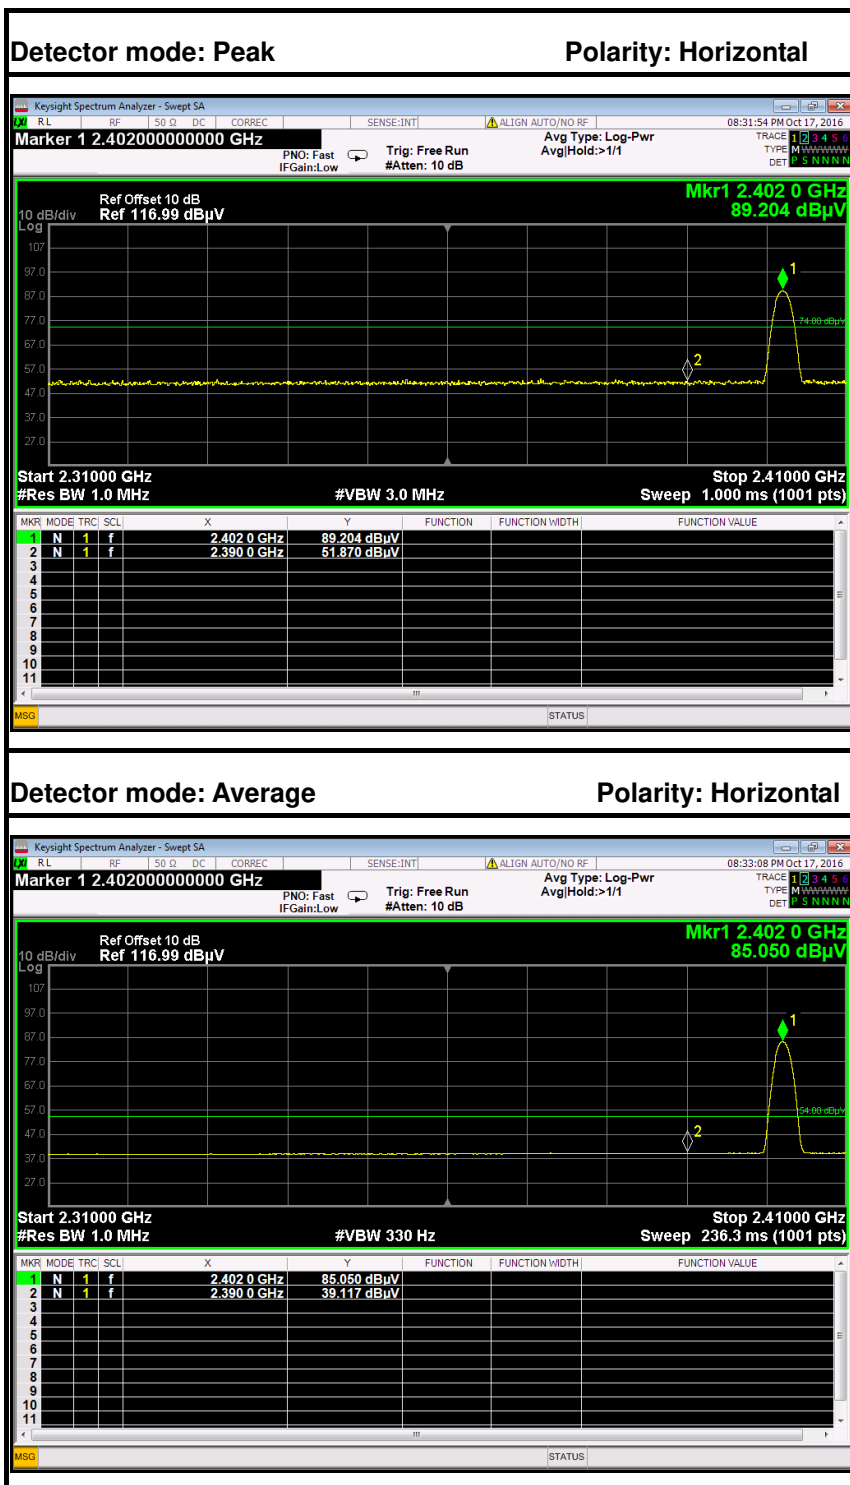 Detector mode: Peak Polarity: Horizontal
Keysight Spectrum Analyzer - Swept SA
LXI RL RF 50 Ω DC CORREC SENSE:INT ALIGN AUTO/NO RF 08:31:54 PM Oct 17, 2016
Marker 1 2.402000000000 GHz Avg Type: Log-Pwr TRACE 1 2 3 4 5 6
PNO: Fast Trig: Free Run Avg|Hold:>1/1 TYPE M W W W W W
IFGain:Low #Atten: 10 dB DET P S N N N N
Mkr1 2.402 0 GHz
Ref Offset 10 dB
10 dB/div Ref 116.99 dBµV 89.204 dBµV
Log
107
97.0
1
87.0
77.0
74.00 dBµV
67.0
57.0
2
47.0
37.0
27.0
Start 2.31000 GHz Stop 2.41000 GHz
#Res BW 1.0 MHz #VBW 3.0 MHz Sweep 1.000 ms (1001 pts)
MKR MODE TRC SCL X Y FUNCTION FUNCTION WIDTH FUNCTION VALUE
1 N 1 f 2.402 0 GHz 89.204 dBµV
2 N 1 f 2.390 0 GHz 51.870 dBµV
3
4
5
6
7
8
9
10
11
MSG STATUS
Detector mode: Average Polarity: Horizontal
Keysight Spectrum Analyzer - Swept SA
LXI RL RF 50 Ω DC CORREC SENSE:INT ALIGN AUTO/NO RF 08:33:08 PM Oct 17, 2016
Marker 1 2.402000000000 GHz Avg Type: Log-Pwr TRACE 1 2 3 4 5 6
PNO: Fast Trig: Free Run Avg|Hold:>1/1 TYPE M W W W W W
IFGain:Low #Atten: 10 dB DET P S N N N N
Mkr1 2.402 0 GHz
Ref Offset 10 dB
10 dB/div Ref 116.99 dBµV 85.050 dBµV
Log
107
97.0
1
87.0
77.0
67.0
57.0
54.00 dBµV
47.0
2
37.0
27.0
Start 2.31000 GHz Stop 2.41000 GHz
#Res BW 1.0 MHz #VBW 330 Hz Sweep 236.3 ms (1001 pts)
MKR MODE TRC SCL X Y FUNCTION FUNCTION WIDTH FUNCTION VALUE
1 N 1 f 2.402 0 GHz 85.050 dBµV
2 N 1 f 2.390 0 GHz 39.117 dBµV
3
4
5
6
7
8
9
10
11
MSG STATUS